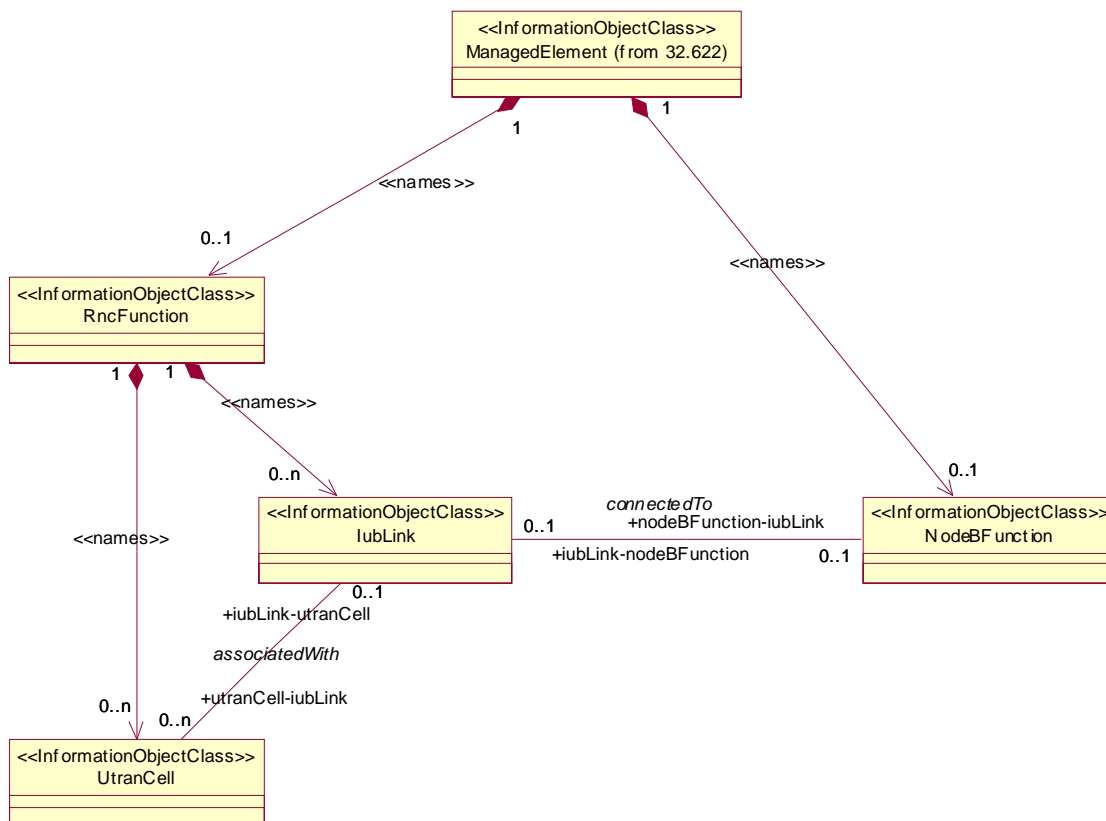 <<InformationObjectClass>>
ManagedElement (from 32.622)
1
1
<<names>>
0..1
<<names>>
<<InformationObjectClass>>
RncFunction
1
1
<<names>>
0..n
0..1
<<InformationObjectClass>>
IubLink
connectedTo
0..1
+nodeBFunction-iubLink
+iubLink-nodeBFunction
0..1
<<InformationObjectClass>>
NodeBFunction
<<names>>
0..1
+iubLink-utranCell
associatedWith
+utranCell-iubLink
0..n
0..n
<<InformationObjectClass>>
UtranCell